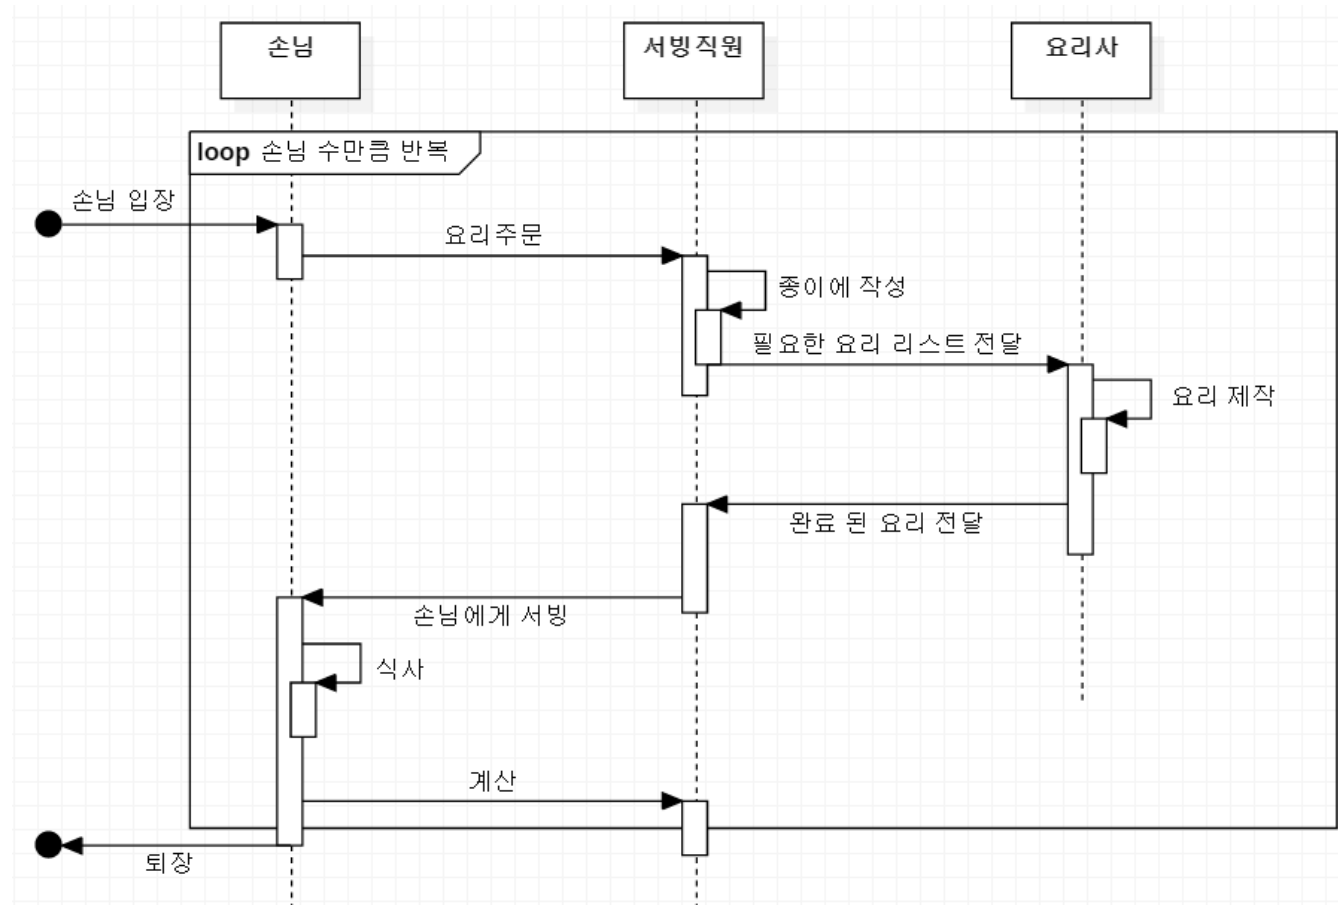 손님
서빙직원
요리사
loop 손님 수만큼 반복
손님 입장
요리주문
종이에 작성
필요한 요리 리스트 전달
요리 제작
완료 된 요리 전달
손님에게 서빙
식사
계산
퇴장